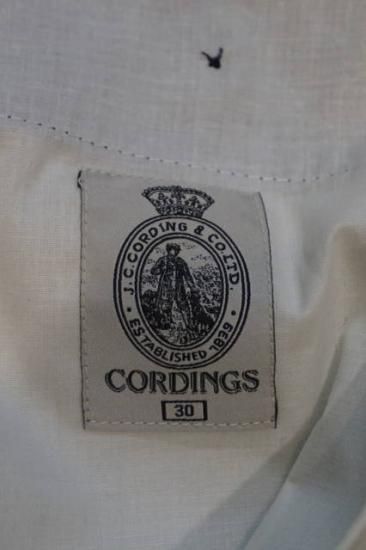 J.C.CORDING & CO.LTD.
· ESTABLISHED 1839 ·
CORDINGS
30